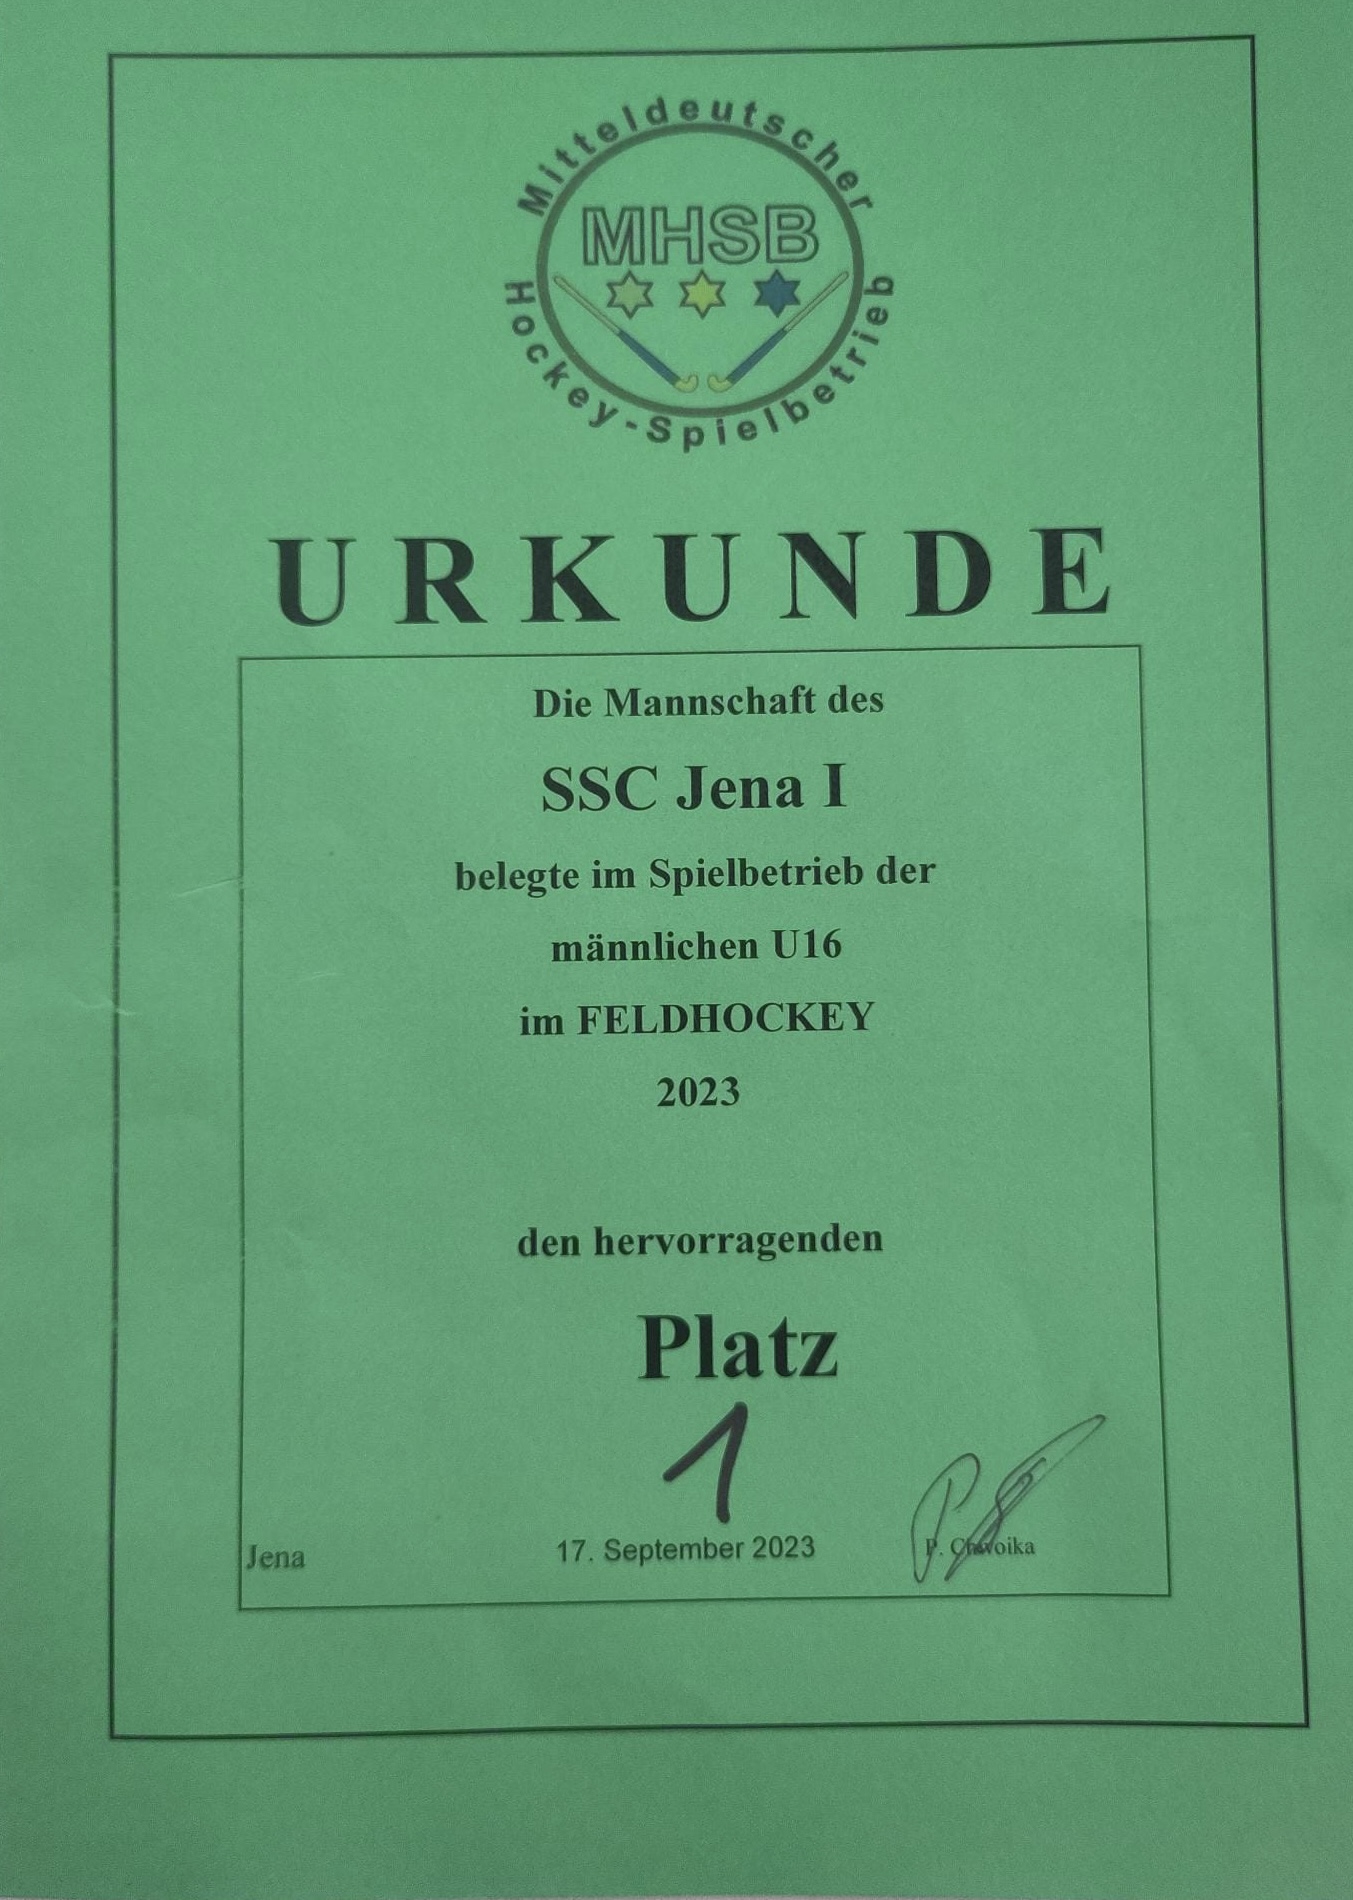 Mitteldeutscher
MHSB
Hockey-Spielbetrieb
URKUNDE
Die Mannschaft des
SSC Jena I
belegte im Spielbetrieb der
männlichen U16
im FELDHOCKEY
2023
den hervorragenden
Platz
1
Jena 17. September 2023 P.